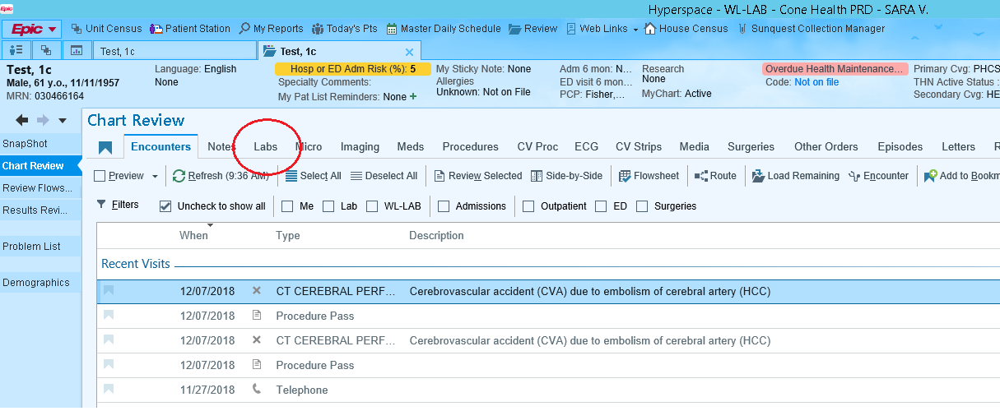 Epic Hyperspace - WL-LAB - Cone Health PRD - SARA V.
Epic Unit Census Patient Station My Reports Today's Pts Master Daily Schedule Review Web Links House Census Sunquest Collection Manager
Test, 1c Test, 1c
Test, 1c
Male, 61 y.o., 11/11/1957
MRN: 030466164
Language: English
None
Hosp or ED Adm Risk (%): 5
Specialty Comments:
My Pat List Reminders: None
My Sticky Note: None
Allergies
Unknown: Not on File
Adm 6 mon: N...
ED visit 6 mon...
PCP: Fisher,...
Research
None
MyChart: Active
Overdue Health Maintenance...
Code: Not on file
Primary Cvg: PHCS
THN Active Status :
Secondary Cvg: HE
SnapShot
Chart Review
Review Flows...
Results Revi...
Problem List
Demographics
Chart Review
Encounters Notes Labs Micro Imaging Meds Procedures CV Proc ECG CV Strips Media Surgeries Other Orders Episodes Letters R
Preview Refresh (9:36 AM) Select All Deselect All Review Selected Side-by-Side Flowsheet Route Load Remaining Encounter Add to Bookm
Filters Uncheck to show all Me Lab WL-LAB Admissions Outpatient ED Surgeries
When Type Description
Recent Visits
12/07/2018 CT CEREBRAL PERF... Cerebrovascular accident (CVA) due to embolism of cerebral artery (HCC)
12/07/2018 Procedure Pass
12/07/2018 CT CEREBRAL PERF... Cerebrovascular accident (CVA) due to embolism of cerebral artery (HCC)
12/07/2018 Procedure Pass
11/27/2018 Telephone